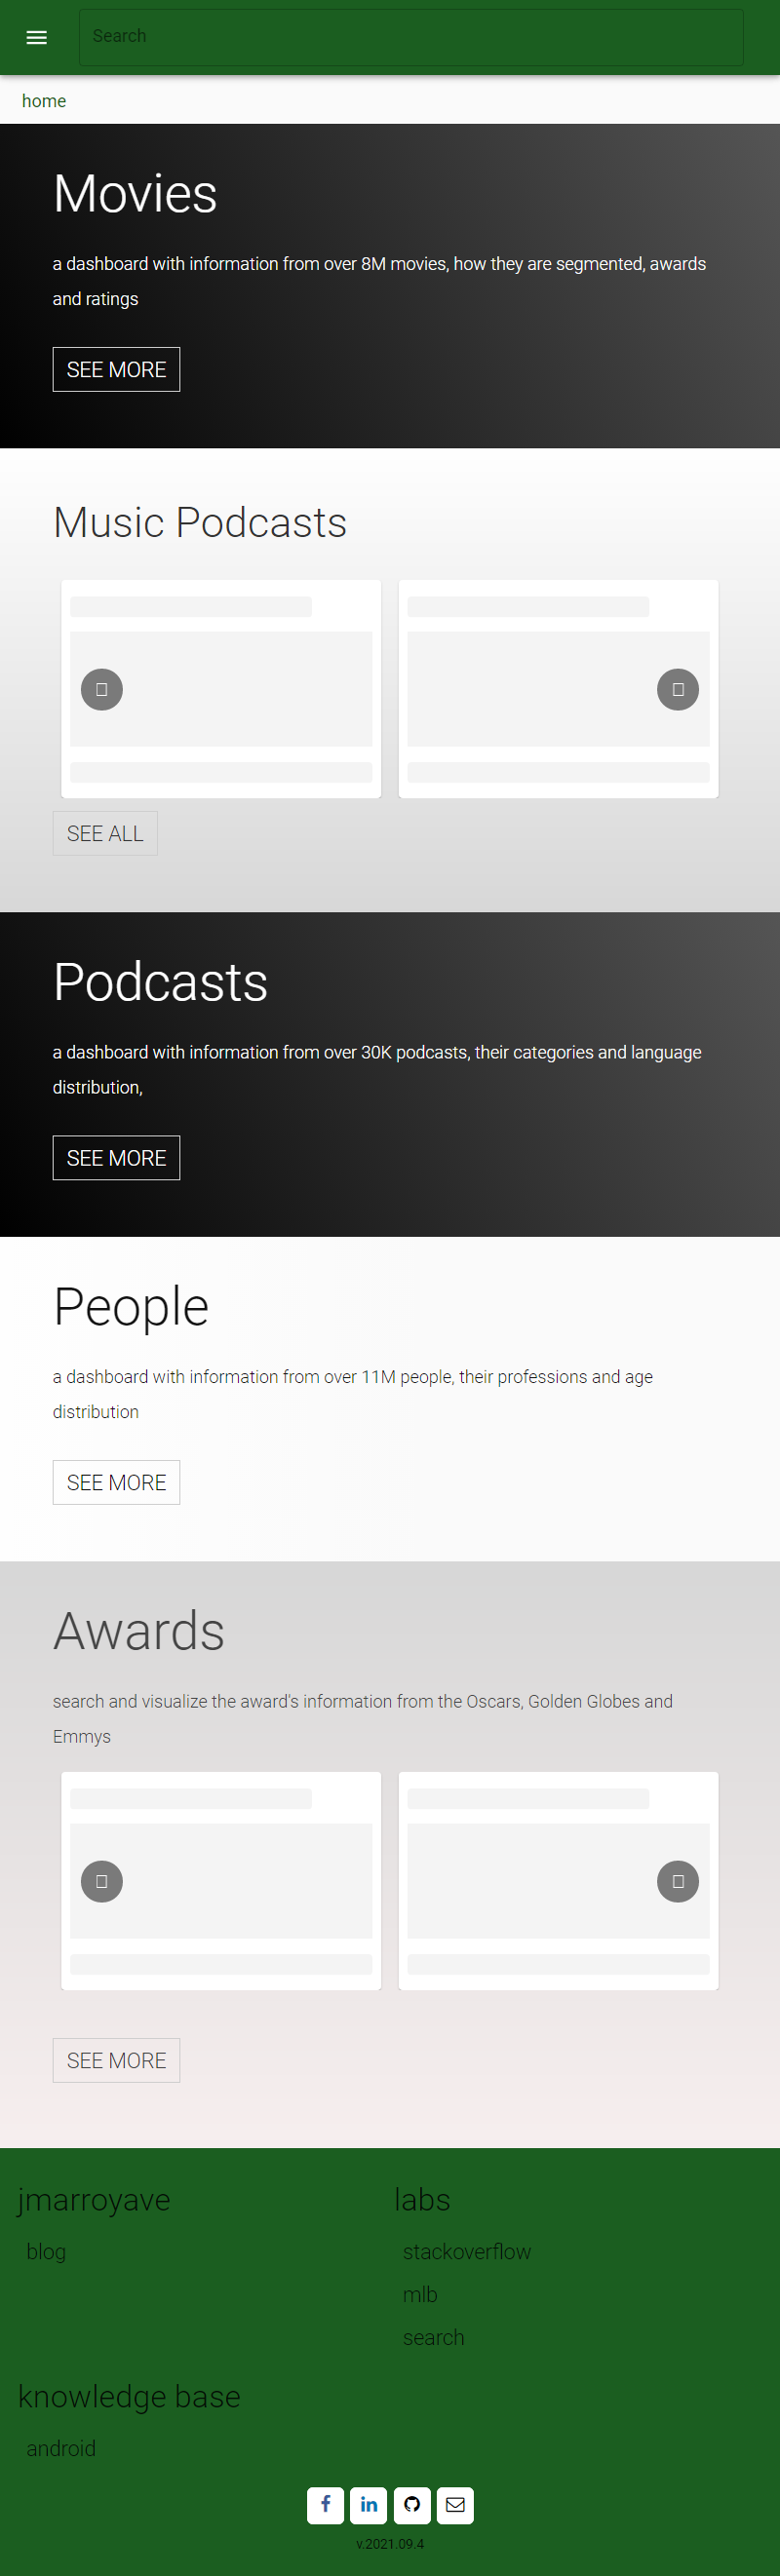 Search
home
Movies
a dashboard with information from over 8M movies, how they are segmented, awards
and ratings
SEE MORE
Music Podcasts
SEE ALL
Podcasts
a dashboard with information from over 30K podcasts, their categories and language
distribution,
SEE MORE
People
a dashboard with information from over 11M people, their professions and age
distribution
SEE MORE
Awards
search and visualize the award's information from the Oscars, Golden Globes and
Emmys
SEE MORE
jmarroyave
blog
labs
stackoverflow
mlb
search
knowledge base
android
v.2021.09.4